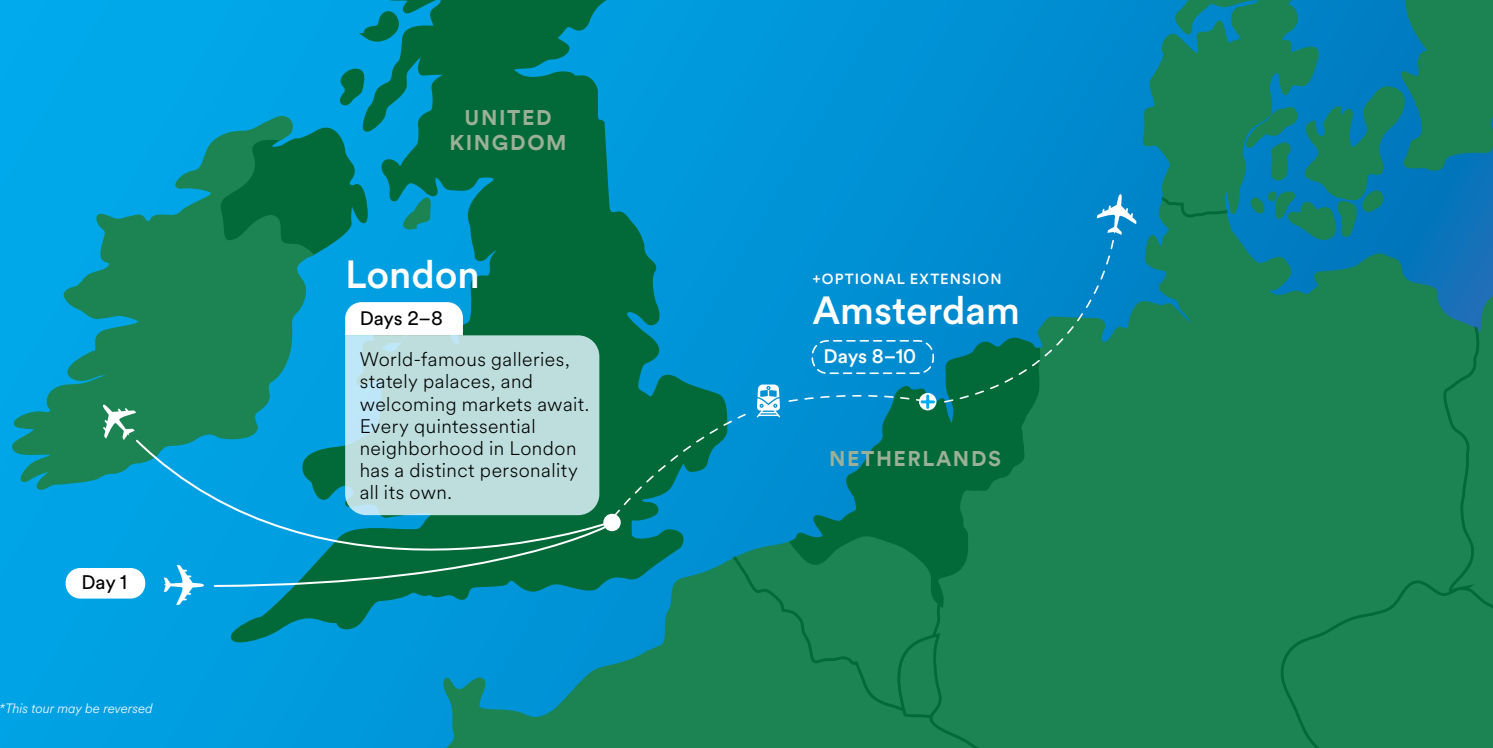 UNITED
KINGDOM
London
Days 2–8
World-famous galleries,
stately palaces, and
welcoming markets await.
Every quintessential
neighborhood in London
has a distinct personality
all its own.
+OPTIONAL EXTENSION
Amsterdam
Days 8–10
NETHERLANDS
Day 1
*This tour may be reversed